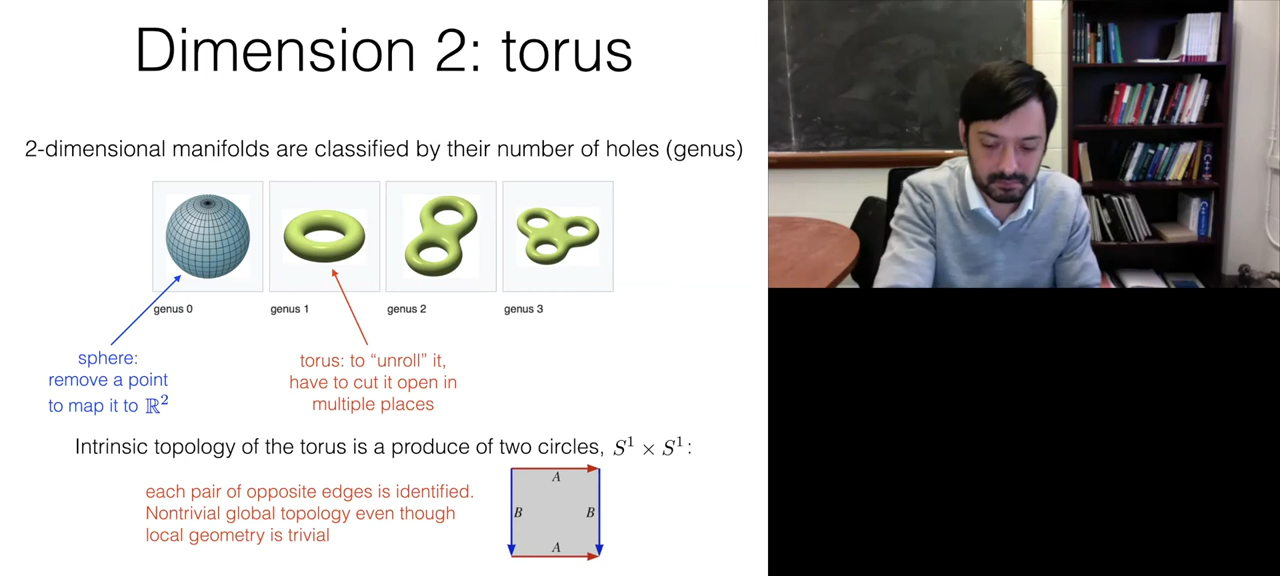 Dimension 2: torus
2-dimensional manifolds are classified by their number of holes (genus)
genus 0
genus 1
genus 2
genus 3
sphere:
remove a point
to map it to ℝ²
torus: to “unroll” it,
have to cut it open in
multiple places
Intrinsic topology of the torus is a produce of two circles, S¹ × S¹:
each pair of opposite edges is identified.
Nontrivial global topology even though
local geometry is trivial
A
B
B
A
C++